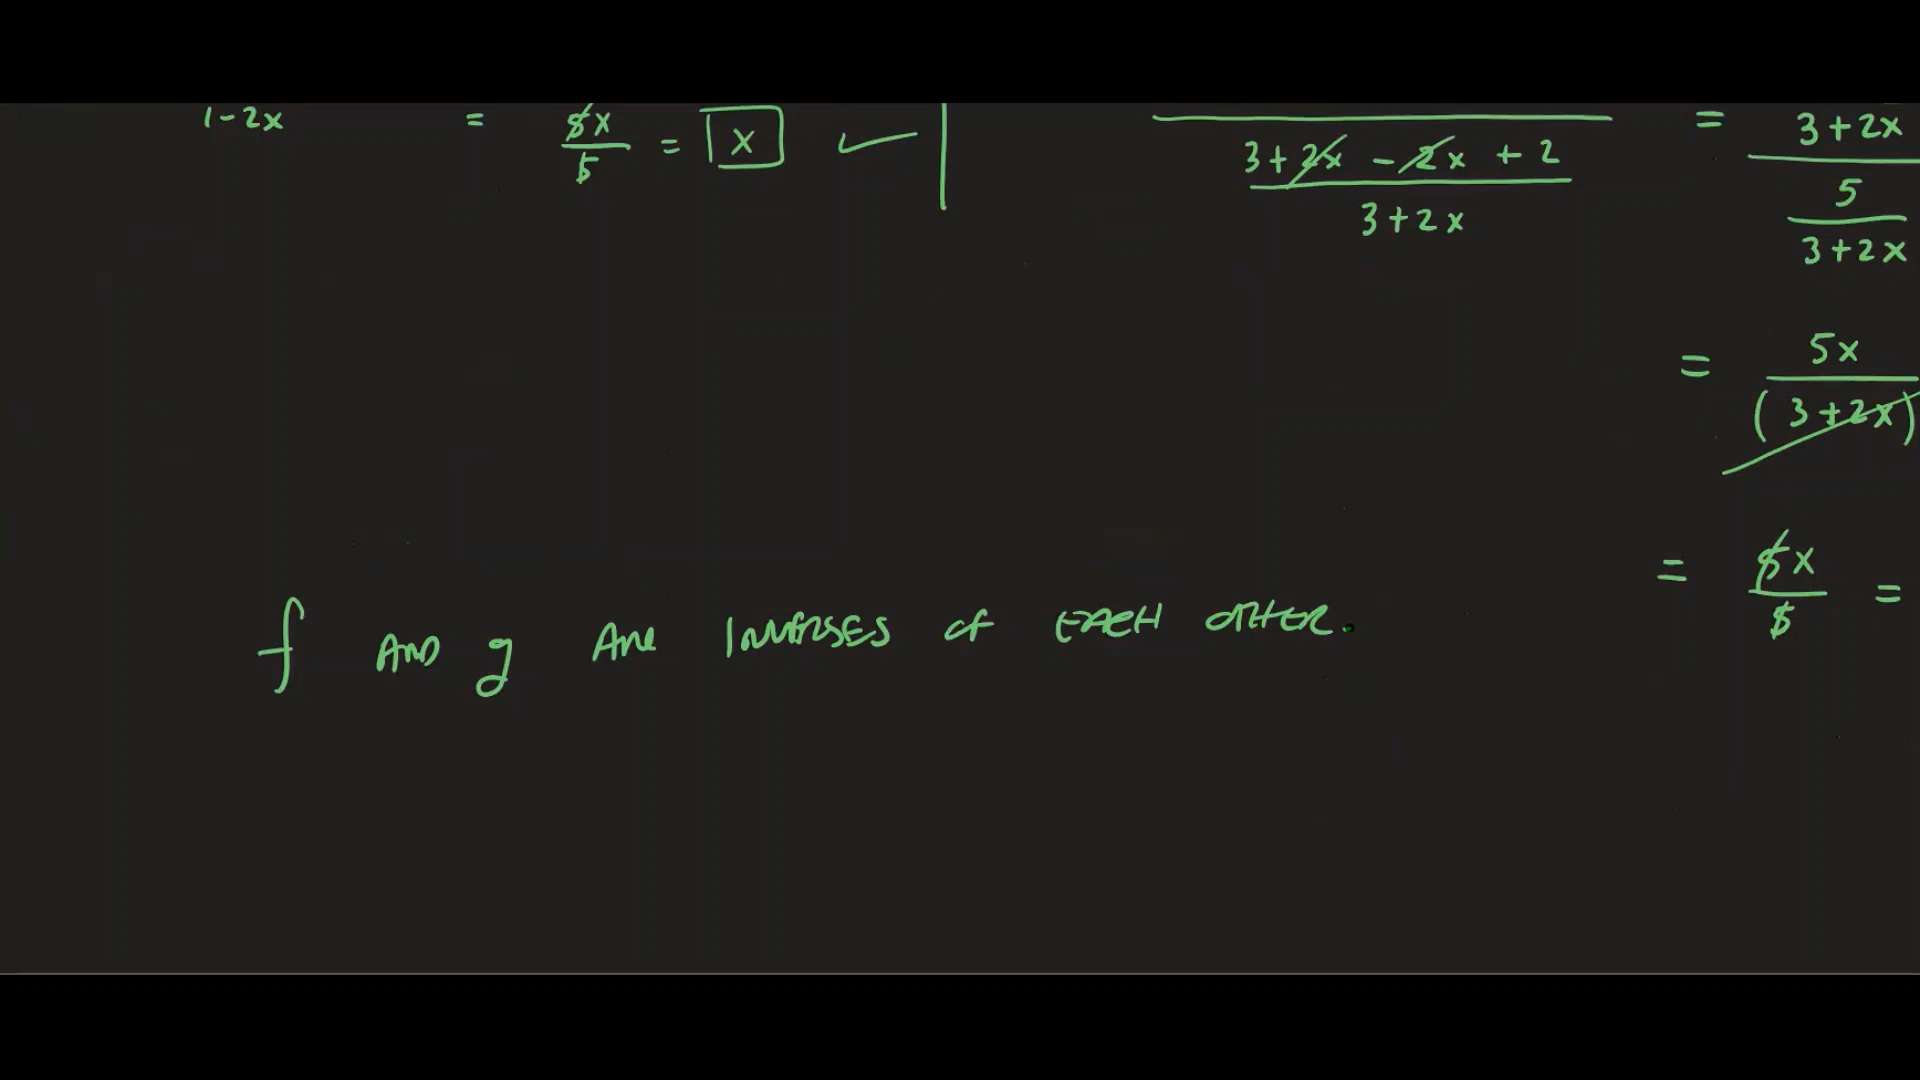 1-2x = 5x/5 = x ✓
3+2x - 2x + 2
3+2x
= 3+2x
5
3+2x
= 5x
(3+2x)
= 5x/5 =
f AND g ARE INVERSES OF EACH OTHER.